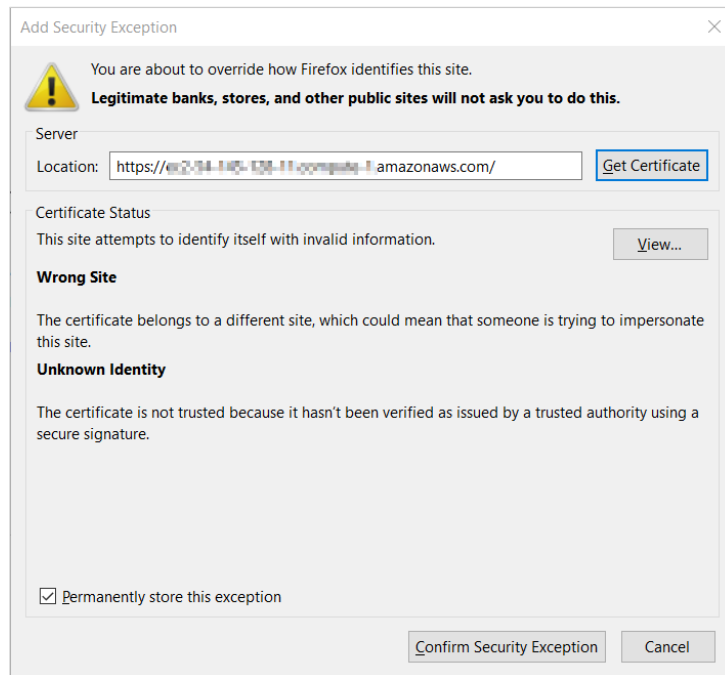 Add Security Exception
You are about to override how Firefox identifies this site.
Legitimate banks, stores, and other public sites will not ask you to do this.
Server
Location: https:// amazonaws.com/ Get Certificate
Certificate Status
This site attempts to identify itself with invalid information. View...
Wrong Site
The certificate belongs to a different site, which could mean that someone is trying to impersonate
this site.
Unknown Identity
The certificate is not trusted because it hasn't been verified as issued by a trusted authority using a
secure signature.
Permanently store this exception
Confirm Security Exception Cancel